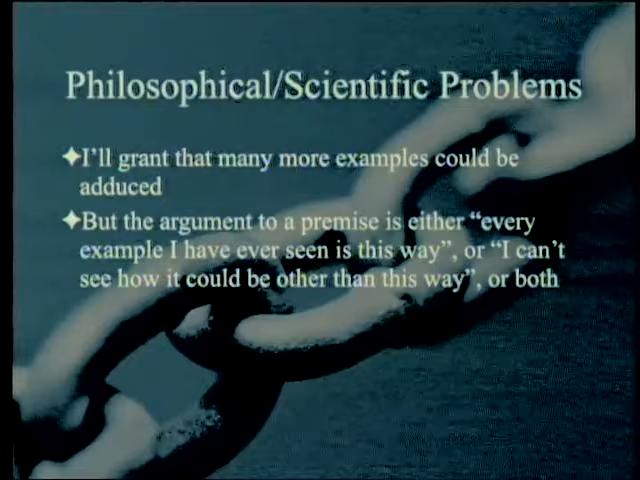 Philosophical/Scientific Problems
✦I'll grant that many more examples could be
adduced
✦But the argument to a premise is either “every
example I have ever seen is this way”, or “I can't
see how it could be other than this way”, or both